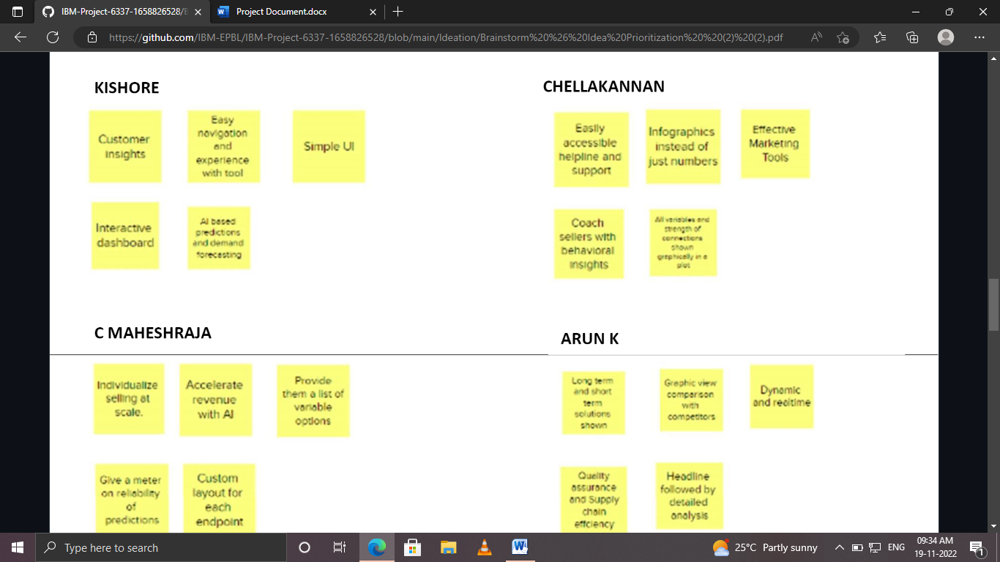 IBM-Project-6337-1658826528/B
Project Document.docx
https://github.com/IBM-EPBL/IBM-Project-6337-1658826528/blob/main/Ideation/Brainstorm%20%26%20Idea%20Prioritization%20%20(2)%20(2).pdf
KISHORE
Customer
insights
Easy
navigation
and
experience
with tool
Simple UI
Interactive
dashboard
AI based
predictions
and demand
forecasting
CHELLAKANNAN
Easily
accessible
helpline and
support
Infographics
instead of
just numbers
Effective
Marketing
Tools
Coach
sellers with
behavioral
insights
All variables and
strength of
connections
shown
graphically in a
plot
C MAHESHRAJA
Individualize
selling at
scale.
Accelerate
revenue
with AI
Provide
them a list of
variable
options
Give a meter
on reliability
of
predictions
Custom
layout for
each
endpoint
ARUN K
Long term
and short
term
solutions
shown
Graphic view
comparison
with
competitors
Dynamic
and realtime
Quality
assurance
and Supply
chain
effciency
Headline
followed by
detailed
analysis
Type here to search
25°C Partly sunny
ENG
09:34 AM
19-11-2022
1